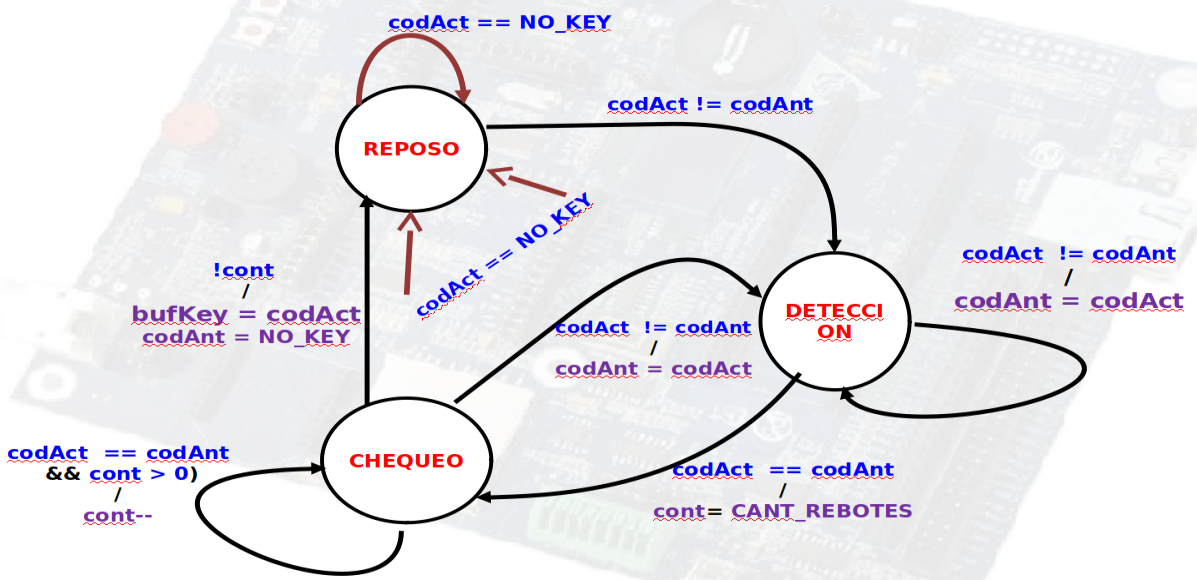 codAct == NO_KEY
codAct != codAnt
REPOSO
codAct == NO_KEY
!cont
/
bufKey = codAct
codAnt = NO_KEY
codAct != codAnt
/
codAnt = codAct
DETECCI
ON
codAct != codAnt
/
codAnt = codAct
CHEQUEO
codAct == codAnt
&& cont > 0)
/
cont--
codAct == codAnt
/
cont= CANT_REBOTES